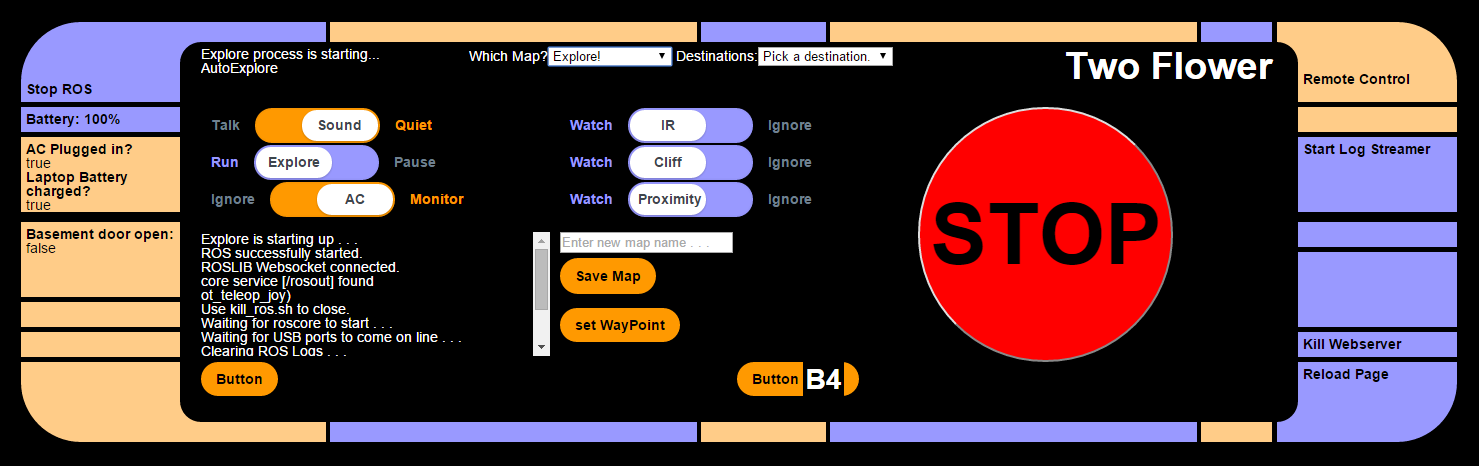 Stop ROS
Battery: 100%
AC Plugged in?
true
Laptop Battery
charged?
true
Basement door open:
false
Explore process is starting...
AutoExplore
Which Map? Explore! Destinations: Pick a destination.
Two Flower
Talk Sound Quiet
Run Explore Pause
Ignore AC Monitor
Watch IR Ignore
Watch Cliff Ignore
Watch Proximity Ignore
Explore is starting up . . .
ROS successfully started.
ROSLIB Websocket connected.
core service [/rosout] found
ot_teleop_joy)
Use kill_ros.sh to close.
Waiting for roscore to start . . .
Waiting for USB ports to come on line . . .
Clearing ROS Logs . . .
Enter new map name . . .
Save Map
set WayPoint
STOP
Button
Button B4
Remote Control
Start Log Streamer
Kill Webserver
Reload Page